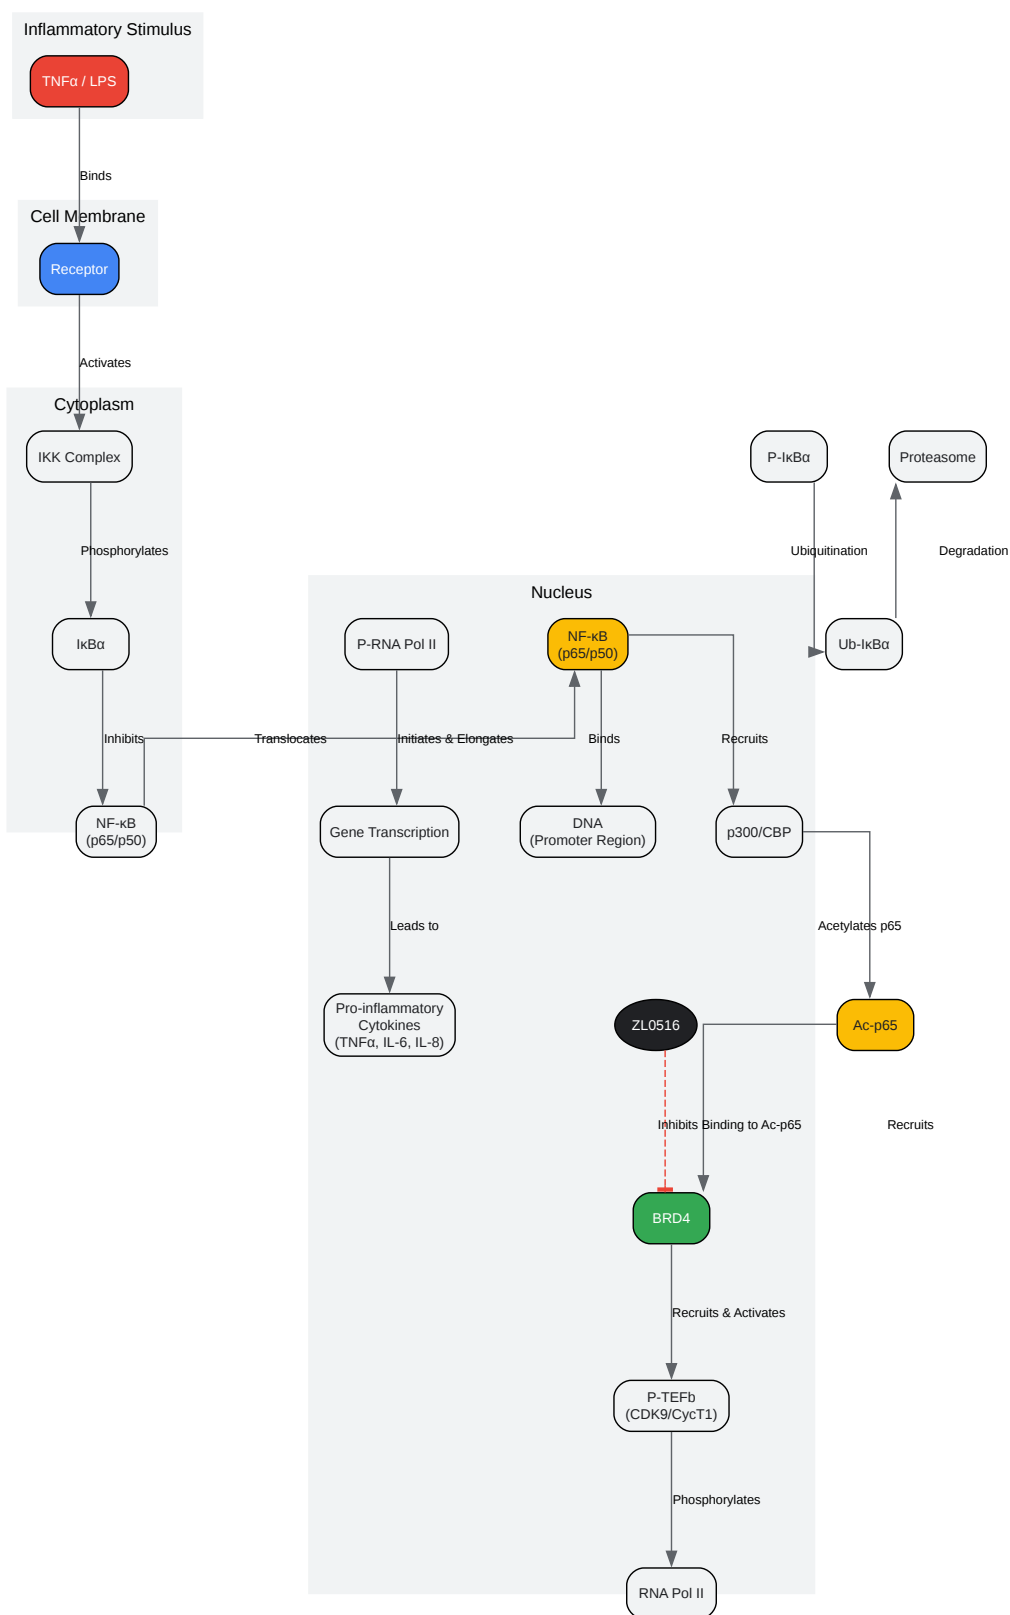 Inflammatory Stimulus
TNFα / LPS
Binds
Cell Membrane
Receptor
Activates
Cytoplasm
IKK Complex
P-IκBα
Proteasome
Phosphorylates
Ubiquitination
Degradation
Nucleus
IκBα
P-RNA Pol II
NF-κB
(p65/p50)
Ub-IκBα
Inhibits
Translocates
Initiates & Elongates
Binds
Recruits
NF-κB
(p65/p50)
Gene Transcription
DNA
(Promoter Region)
p300/CBP
Leads to
Acetylates p65
Pro-inflammatory
Cytokines
(TNFα, IL-6, IL-8)
ZL0516
Ac-p65
Inhibits Binding to Ac-p65
Recruits
BRD4
Recruits & Activates
P-TEFb
(CDK9/CycT1)
Phosphorylates
RNA Pol II